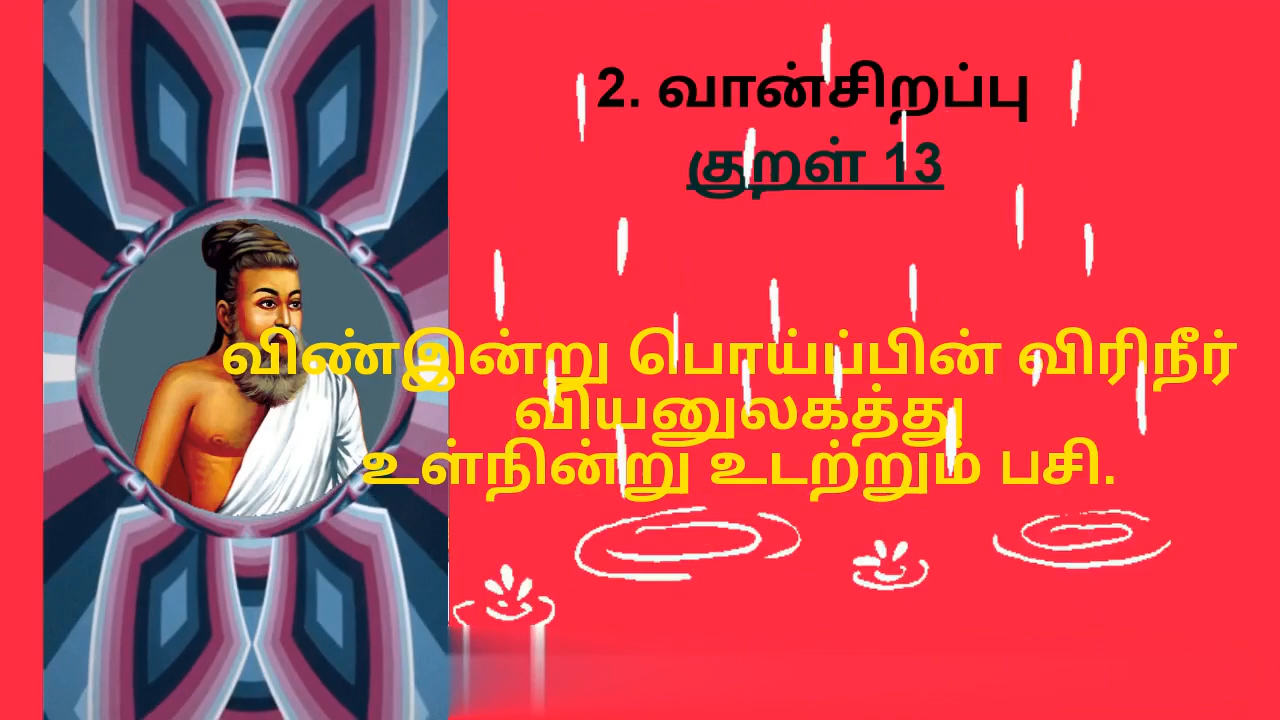 2. வான்சிறப்பு
குறள் 13
விண்இன்று பொய்ப்பின் விரிநீர்
வியனுலகத்து
உள்நின்று உடற்றும் பசி.